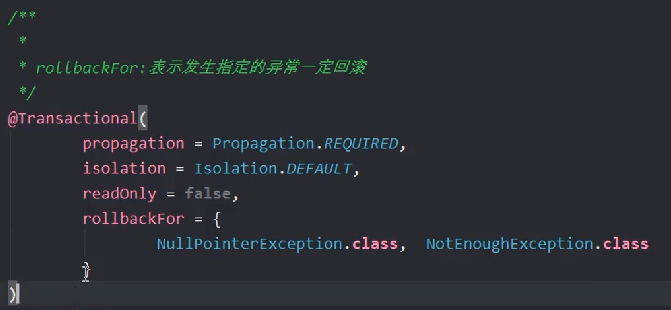 /**
 *
 * rollbackFor:表示发生指定的异常一定回滚
 */
@Transactional(
        propagation = Propagation.REQUIRED,
        isolation = Isolation.DEFAULT,
        readOnly = false,
        rollbackFor = {
                NullPointerException.class,  NotEnoughException.class
        }
)